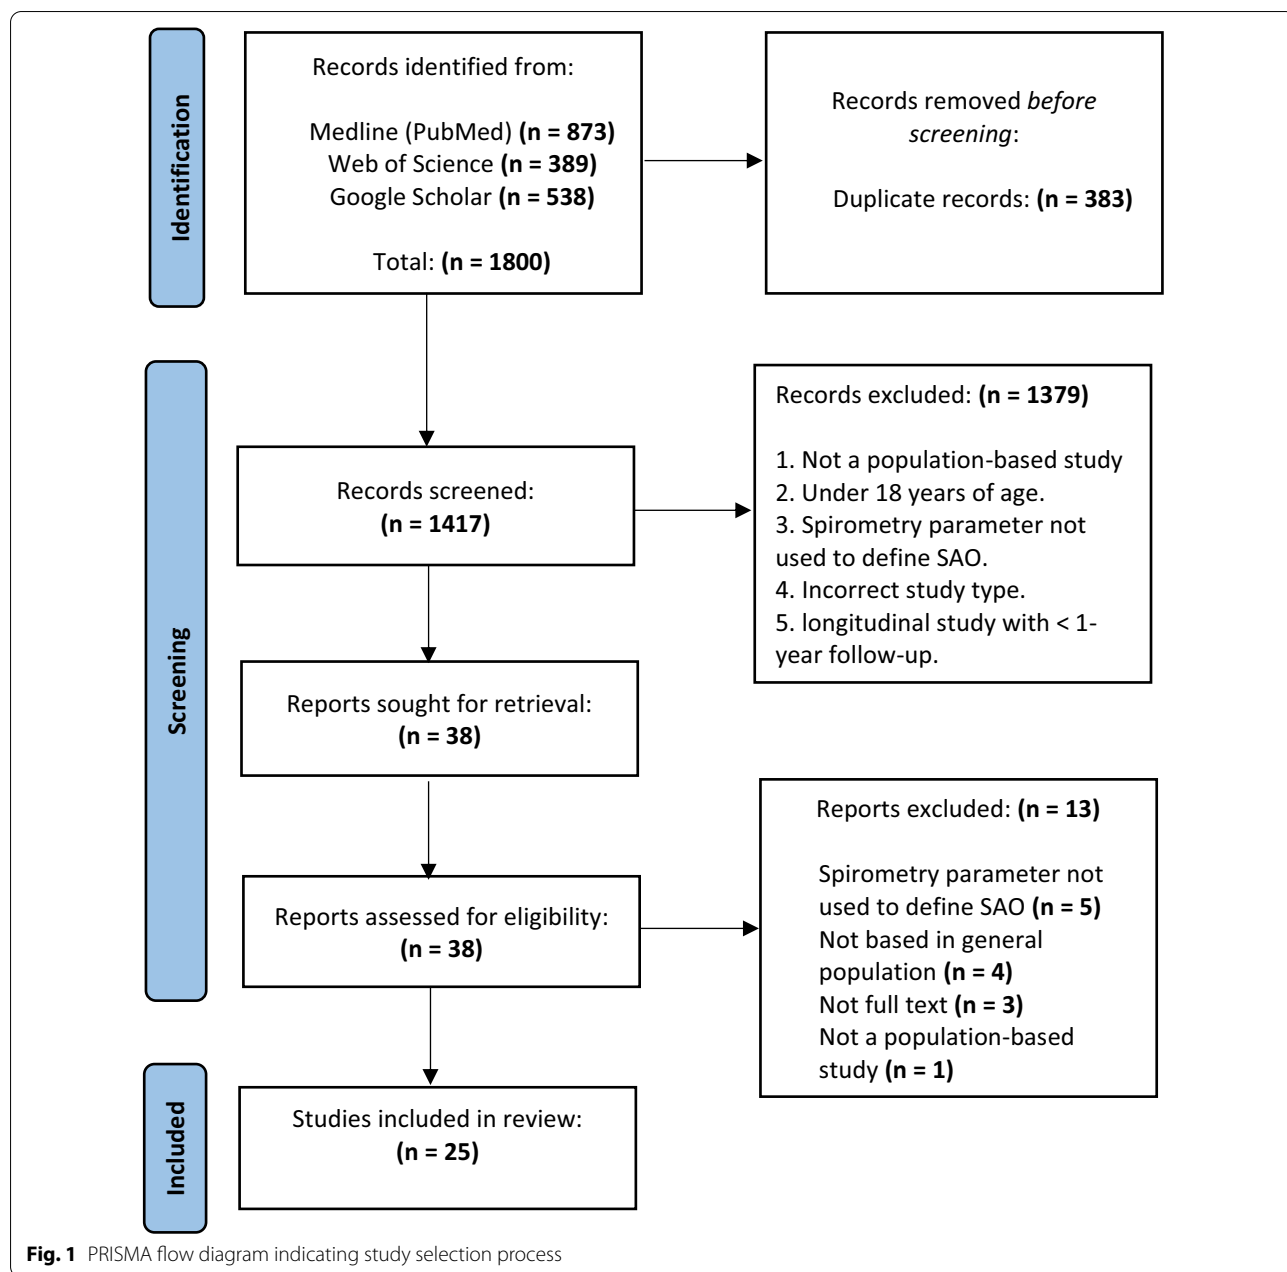 Identification
Records identified from:
Medline (PubMed) (n = 873)
Web of Science (n = 389)
Google Scholar (n = 538)
Total: (n = 1800)
Records removed before
screening:
Duplicate records: (n = 383)
Screening
Records screened:
(n = 1417)
Records excluded: (n = 1379)
1. Not a population-based study
2. Under 18 years of age.
3. Spirometry parameter not
used to define SAO.
4. Incorrect study type.
5. longitudinal study with < 1-
year follow-up.
Reports sought for retrieval:
(n = 38)
Reports assessed for eligibility:
(n = 38)
Reports excluded: (n = 13)
Spirometry parameter not
used to define SAO (n = 5)
Not based in general
population (n = 4)
Not full text (n = 3)
Not a population-based
study (n = 1)
Included
Studies included in review:
(n = 25)
Fig. 1 PRISMA flow diagram indicating study selection process